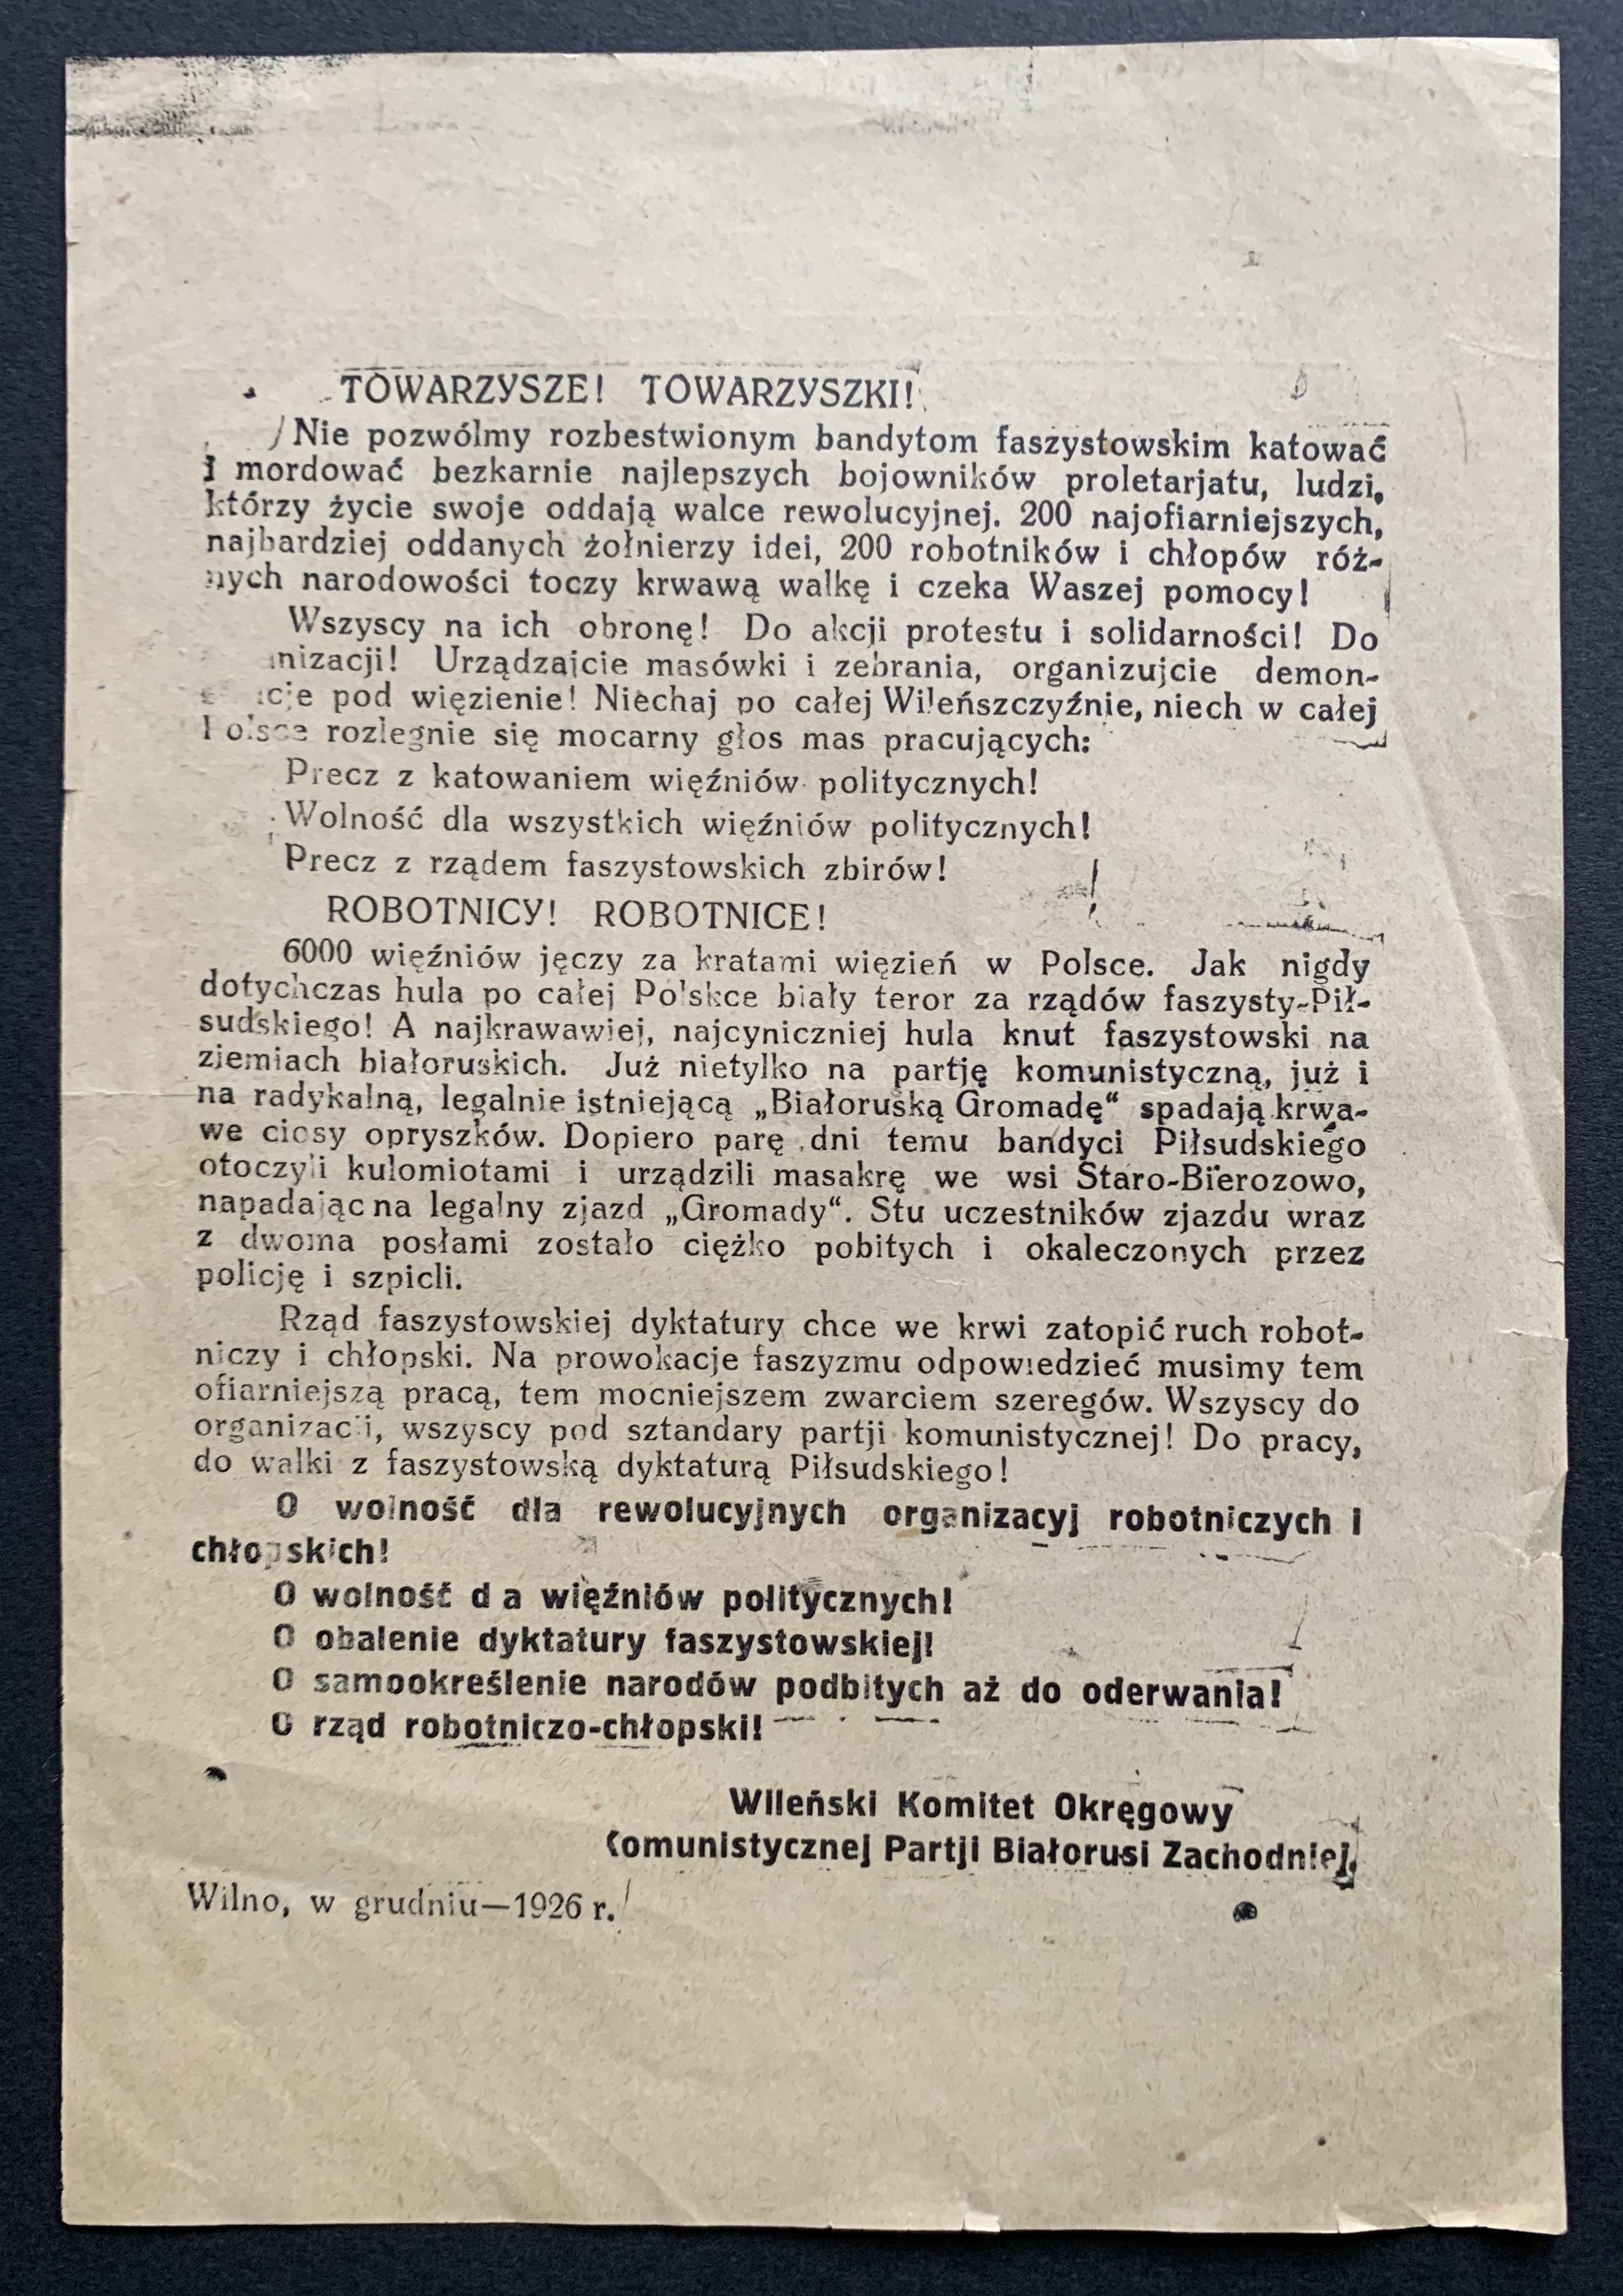 TOWARZYSZE! TOWARZYSZKI!
Nie pozwólmy rozbestwionym bandytom faszystowskim katować
i mordować bezkarnie najlepszych bojowników proletarjatu, ludzi,
którzy życie swoje oddają walce rewolucyjnej. 200 najofiarniejszych,
najbardziej oddanych żołnierzy idei, 200 robotników i chłopów róż-
nych narodowości toczy krwawą walkę i czeka Waszej pomocy!
Wszyscy na ich obronę! Do akcji protestu i solidarności! Do
nizacji! Urządzajcie masówki i zebrania, organizujcie demon-
cje pod więzienie! Niechaj po całej Wileńszczyźnie, niech w całej
Polsce rozlegnie się mocarny głos mas pracujących:
Precz z katowaniem więźniów politycznych!
Wolność dla wszystkich więźniów politycznych!
Precz z rządem faszystowskich zbirów!
ROBOTNICY! ROBOTNICE!
6000 więźniów jęczy za kratami więzień w Polsce. Jak nigdy
dotychczas hula po całej Polskce biały teror za rządów faszysty-Pił-
sudskiego! A najkrawawiej, najcyniczniej hula knut faszystowski na
ziemiach białoruskich. Już nietylko na partję komunistyczną, już i
na radykalną, legalnie istniejącą „Białoruską Gromadę“ spadają krwa-
we ciosy opryszków. Dopiero parę dni temu bandyci Piłsudskiego
otoczyli kulomiotami i urządzili masakrę we wsi Staro-Bierozowo,
napadając na legalny zjazd „Gromady“. Stu uczestników zjazdu wraz
z dwoma posłami zostało ciężko pobitych i okaleczonych przez
policję i szpicli.
Rząd faszystowskiej dyktatury chce we krwi zatopić ruch robot-
niczy i chłopski. Na prowokacje faszyzmu odpowiedzieć musimy tem
ofiarniejszą pracą, tem mocniejszem zwarciem szeregów. Wszyscy do
organizacji, wszyscy pod sztandary partji komunistycznej! Do pracy,
do walki z faszystowską dyktaturą Piłsudskiego!
O wolność dla rewolucyjnych organizacyj robotniczych i
chłopskich!
O wolność d a więźniów politycznych!
O obalenie dyktatury faszystowskiej!
O samookreślenie narodów podbitych aż do oderwania!
O rząd robotniczo-chłopski!
Wileński Komitet Okręgowy
Komunistycznej Partji Białorusi Zachodniej.
Wilno, w grudniu—1926 r.